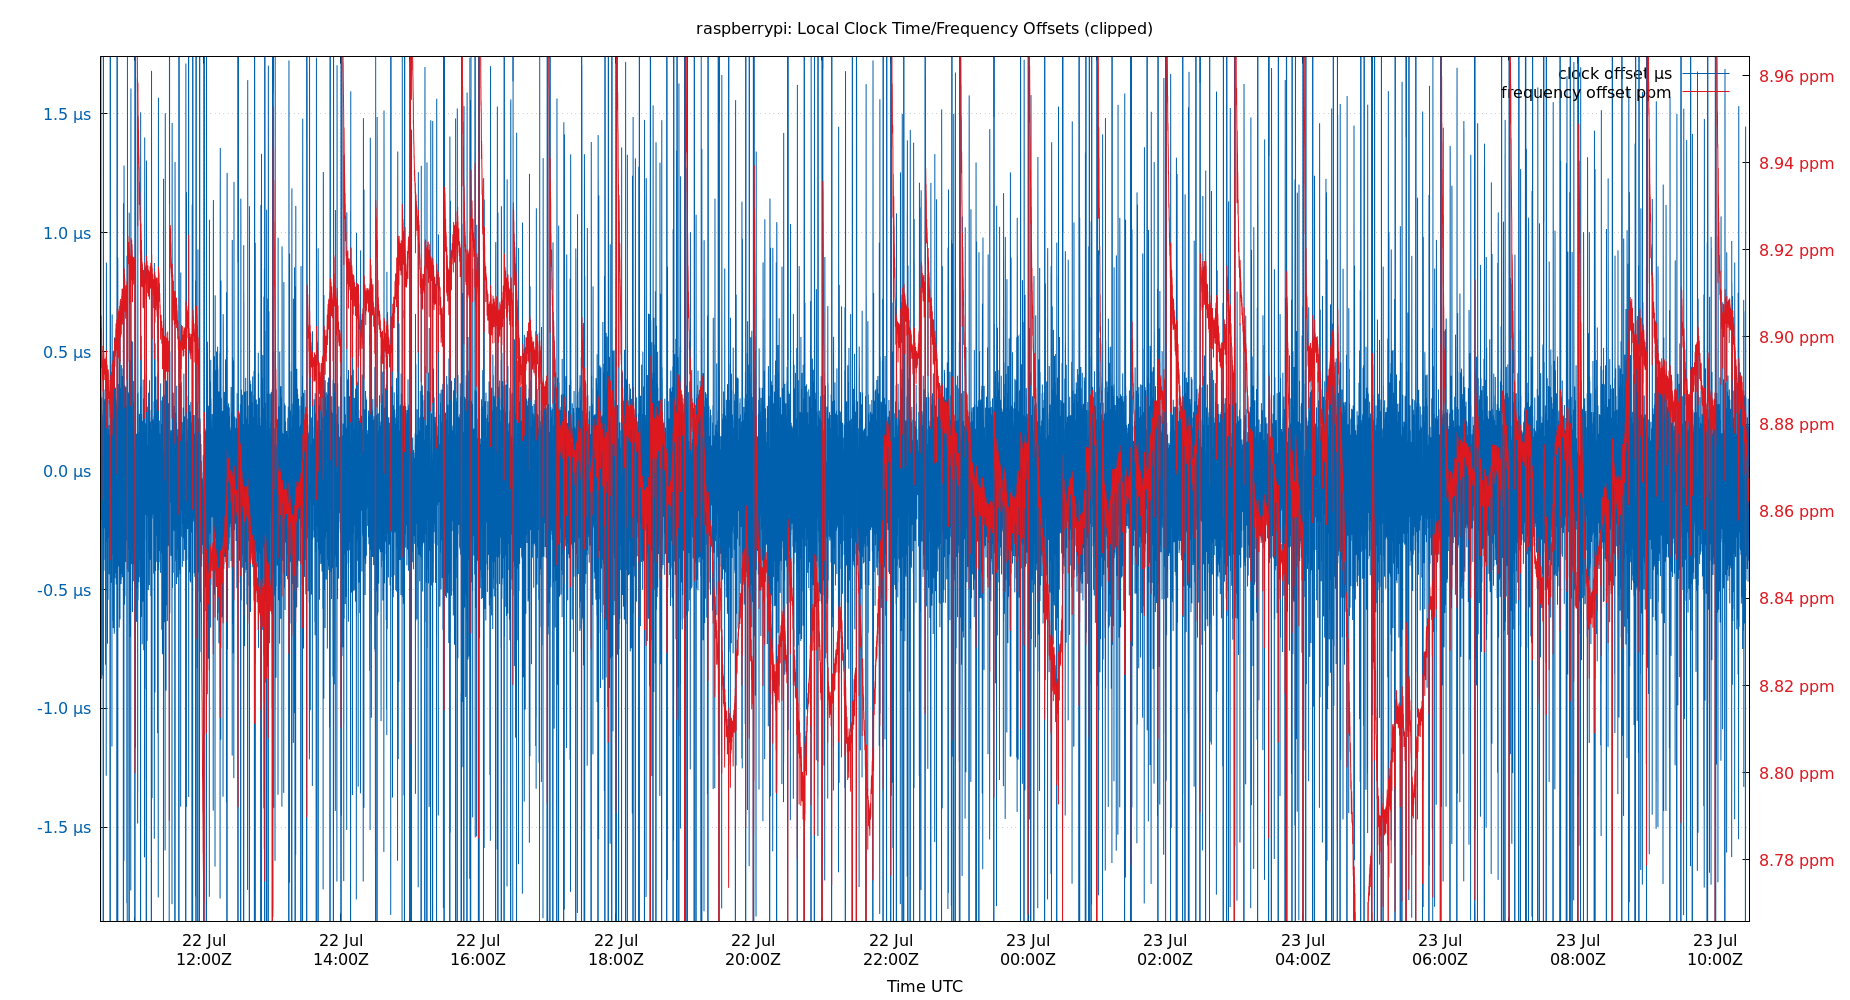 raspberrypi: Local Clock Time/Frequency Offsets (clipped)
clock offset µs
frequency offset ppm
1.5 µs
1.0 µs
0.5 µs
0.0 µs
-0.5 µs
-1.0 µs
-1.5 µs
8.96 ppm
8.94 ppm
8.92 ppm
8.90 ppm
8.88 ppm
8.86 ppm
8.84 ppm
8.82 ppm
8.80 ppm
8.78 ppm
22 Jul
12:00Z
22 Jul
14:00Z
22 Jul
16:00Z
22 Jul
18:00Z
22 Jul
20:00Z
22 Jul
22:00Z
23 Jul
00:00Z
23 Jul
02:00Z
23 Jul
04:00Z
23 Jul
06:00Z
23 Jul
08:00Z
23 Jul
10:00Z
Time UTC